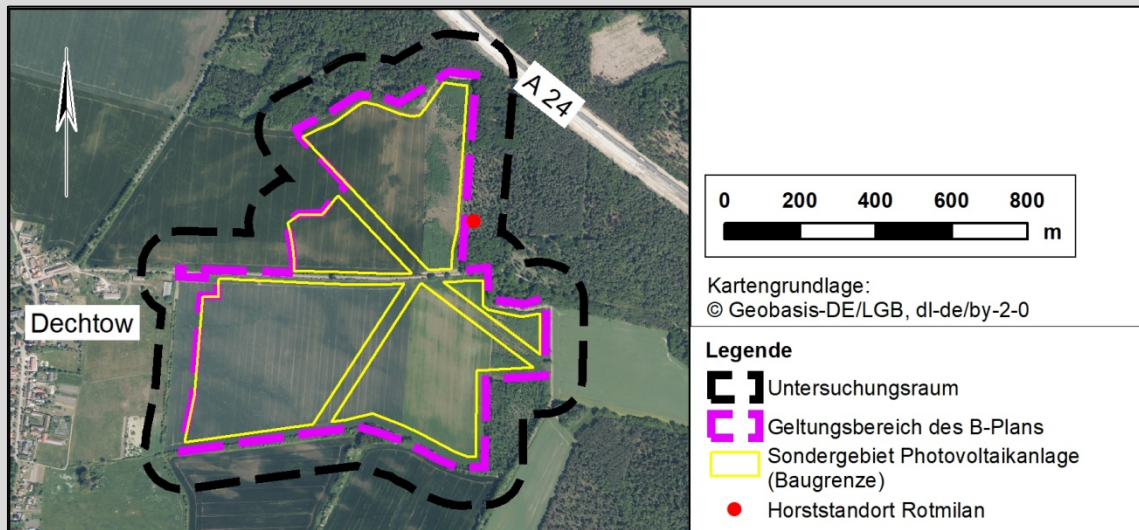 A 24
Dechtow
0 200 400 600 800
m
Kartengrundlage:
© Geobasis-DE/LGB, dl-de/by-2-0
Legende
Untersuchungsraum
Geltungsbereich des B-Plans
Sondergebiet Photovoltaikanlage
(Baugrenze)
Horststandort Rotmilan